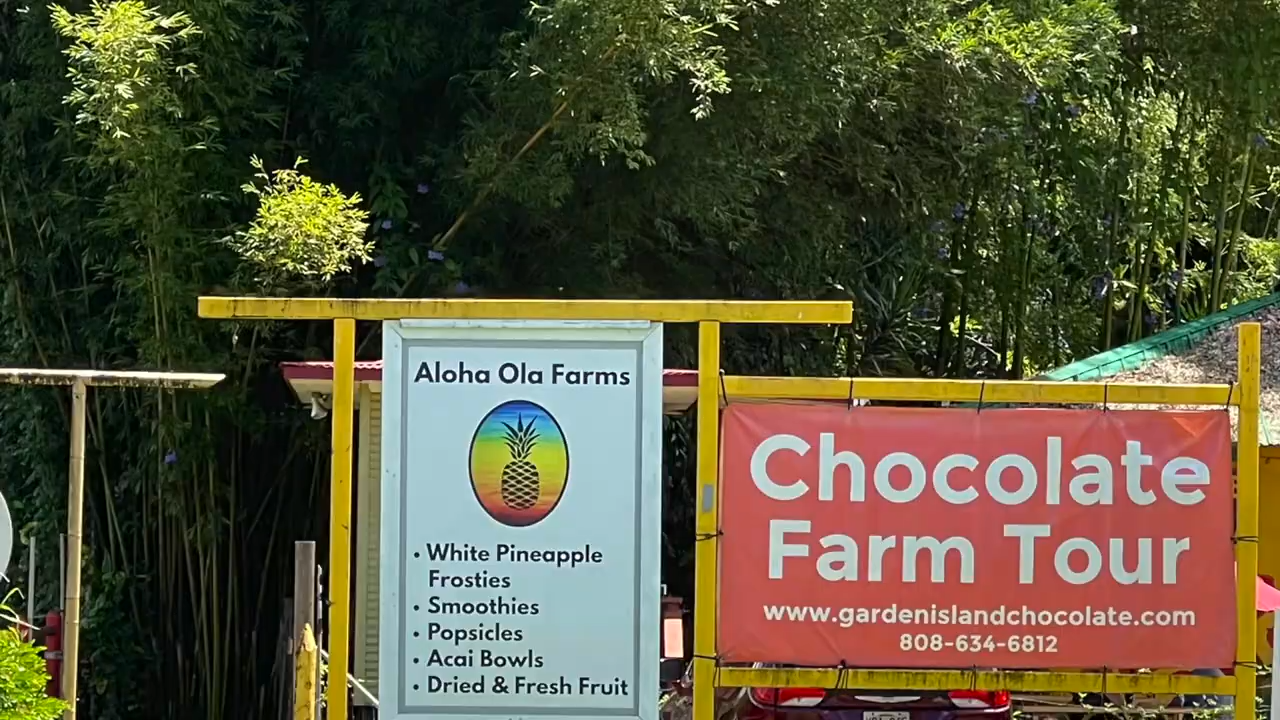 Aloha Ola Farms
• White Pineapple
Frosties
• Smoothies
• Popsicles
• Acai Bowls
• Dried & Fresh Fruit
Chocolate
Farm Tour
www.gardenislandchocolate.com
808-634-6812